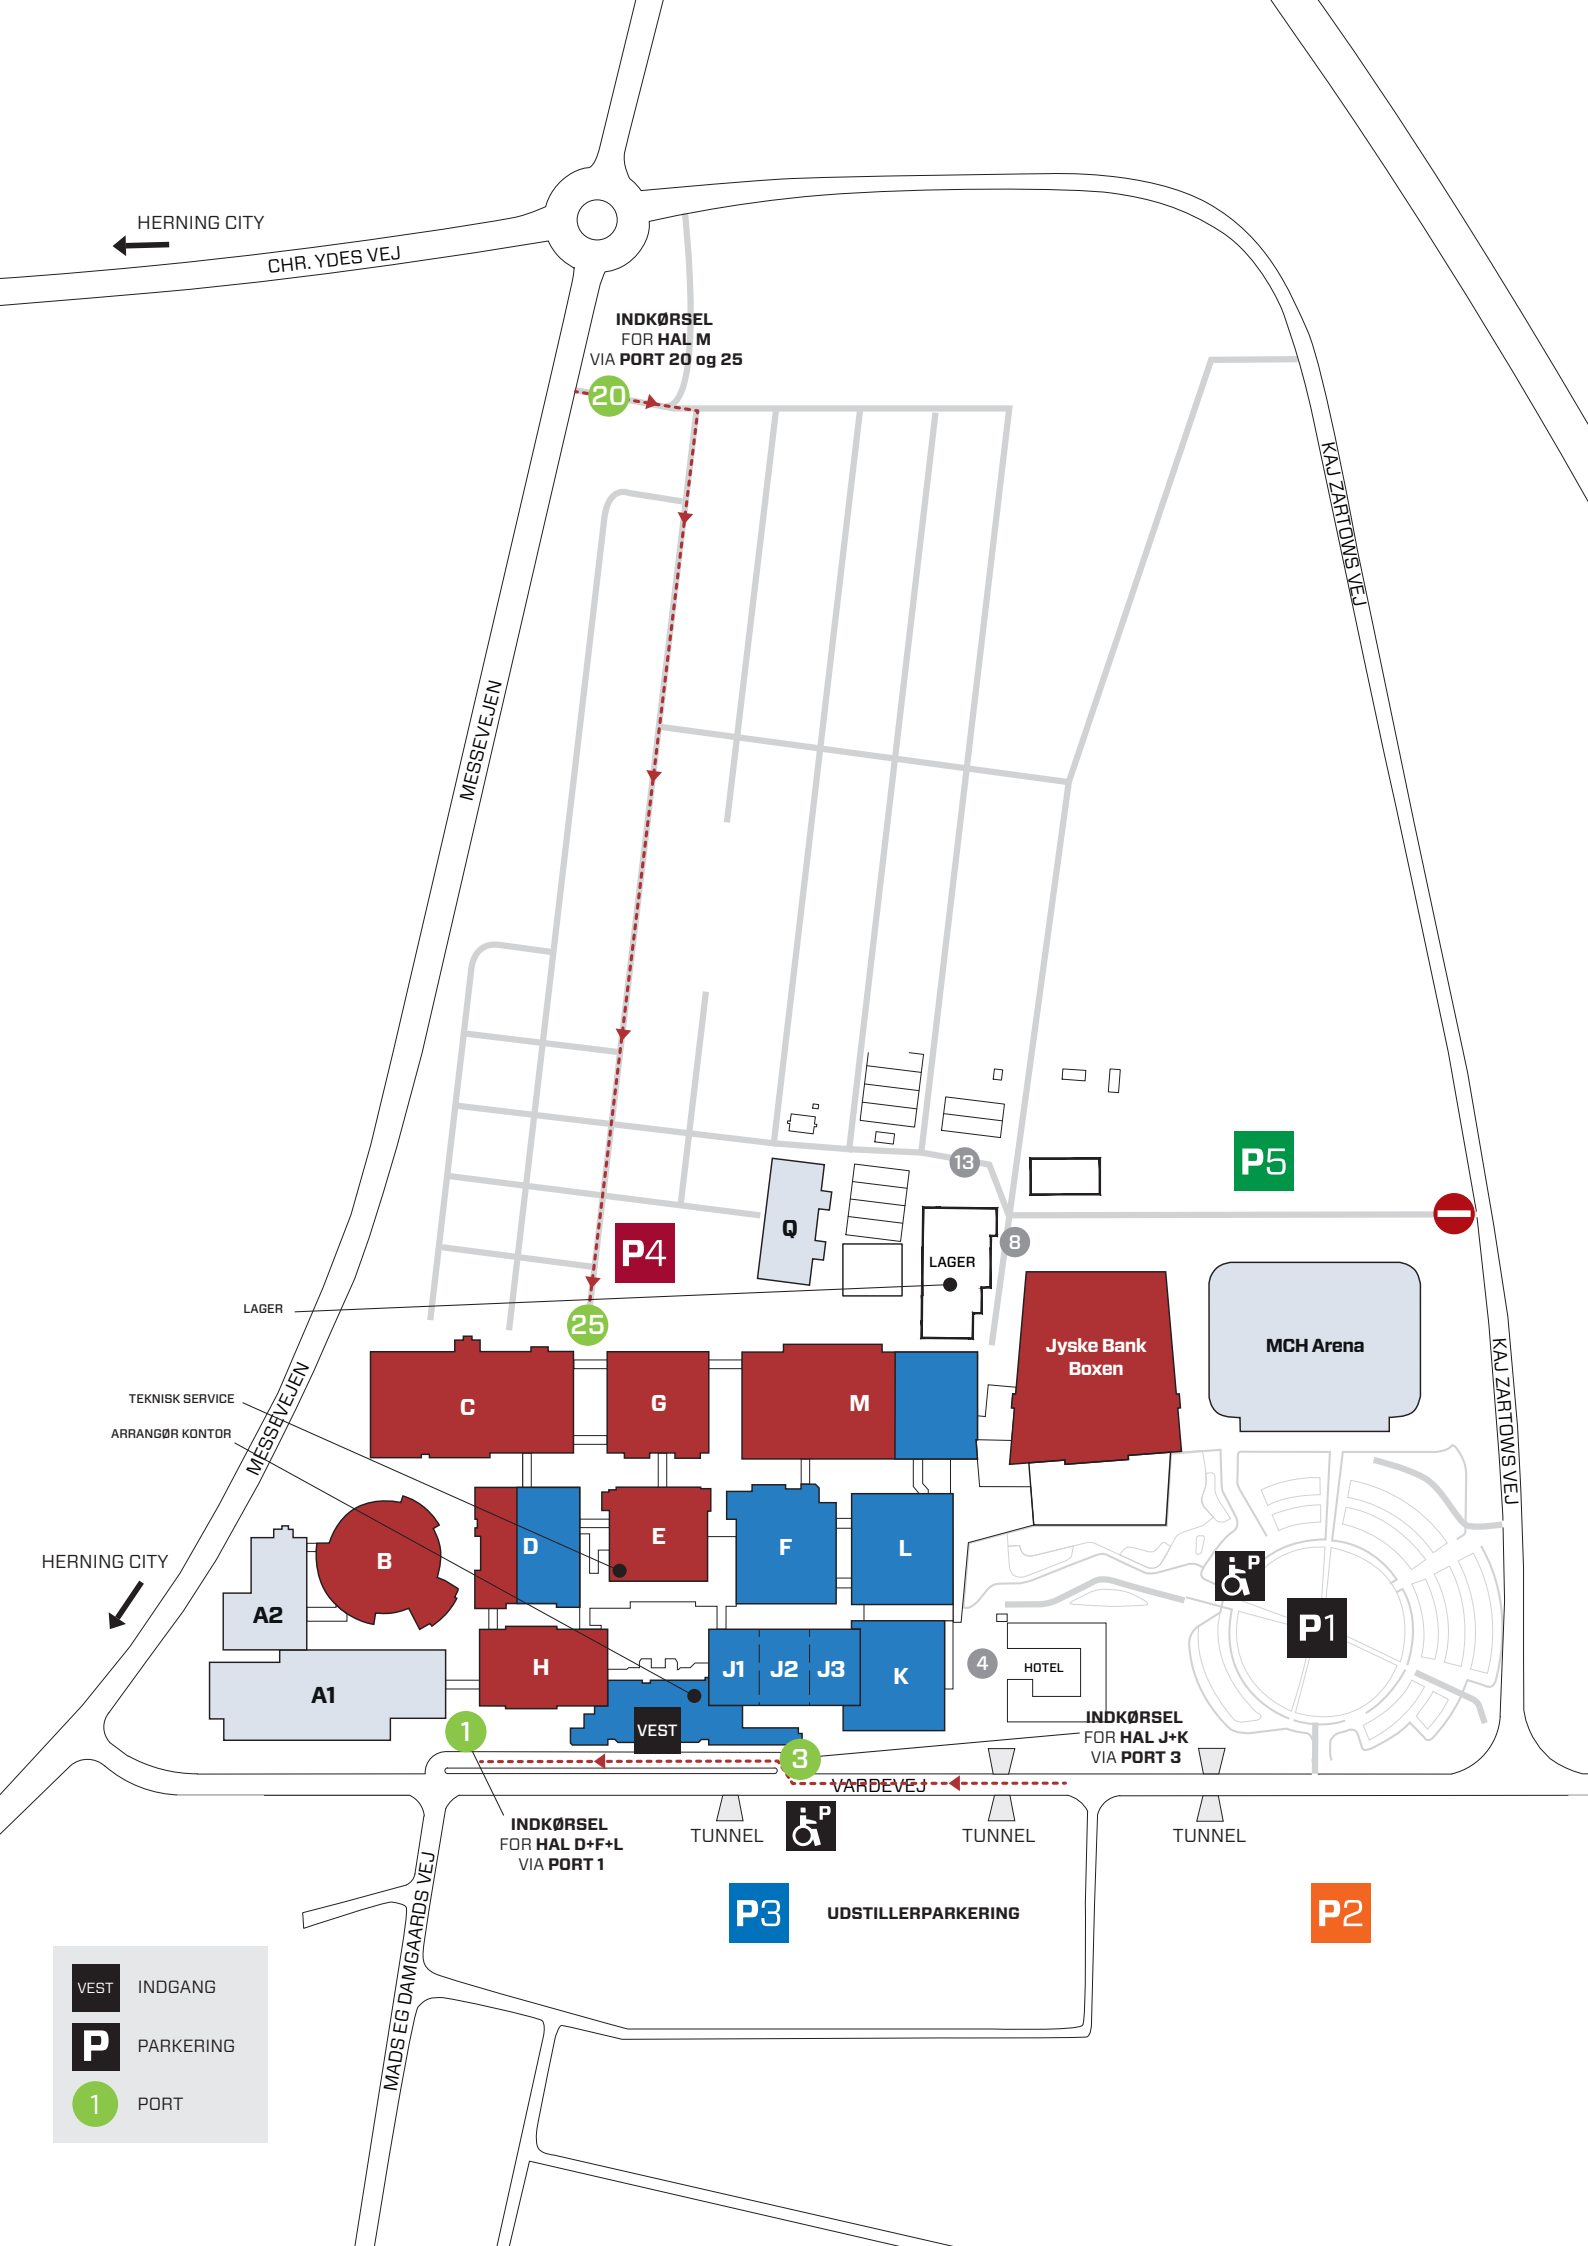 HERNING CITY
CHR. YDES VEJ
INDKØRSEL
FOR HAL M
VIA PORT 20 og 25
20
KAJ ZARTOWS VEJ
MESSEVEJEN
13
P5
Q
P4
8
LAGER
LAGER
25
Jyske Bank
Boxen
MCH Arena
KAJ ZARTOWS VEJ
MESSEVEJEN
TEKNISK SERVICE
ARRANGØR KONTOR
C
G
M
HERNING CITY
B
D
E
F
L
A2
P
P1
H
J1
J2
J3
K
4
HOTEL
A1
1
VEST
3
INDKØRSEL
FOR HAL J+K
VIA PORT 3
VARDEVEJ
INDKØRSEL
FOR HAL D+F+L
VIA PORT 1
TUNNEL
P
TUNNEL
TUNNEL
MADS EG DAMGAARDS VEJ
P3
UDSTILLERPARKERING
P2
VEST
INDGANG
P
PARKERING
1
PORT